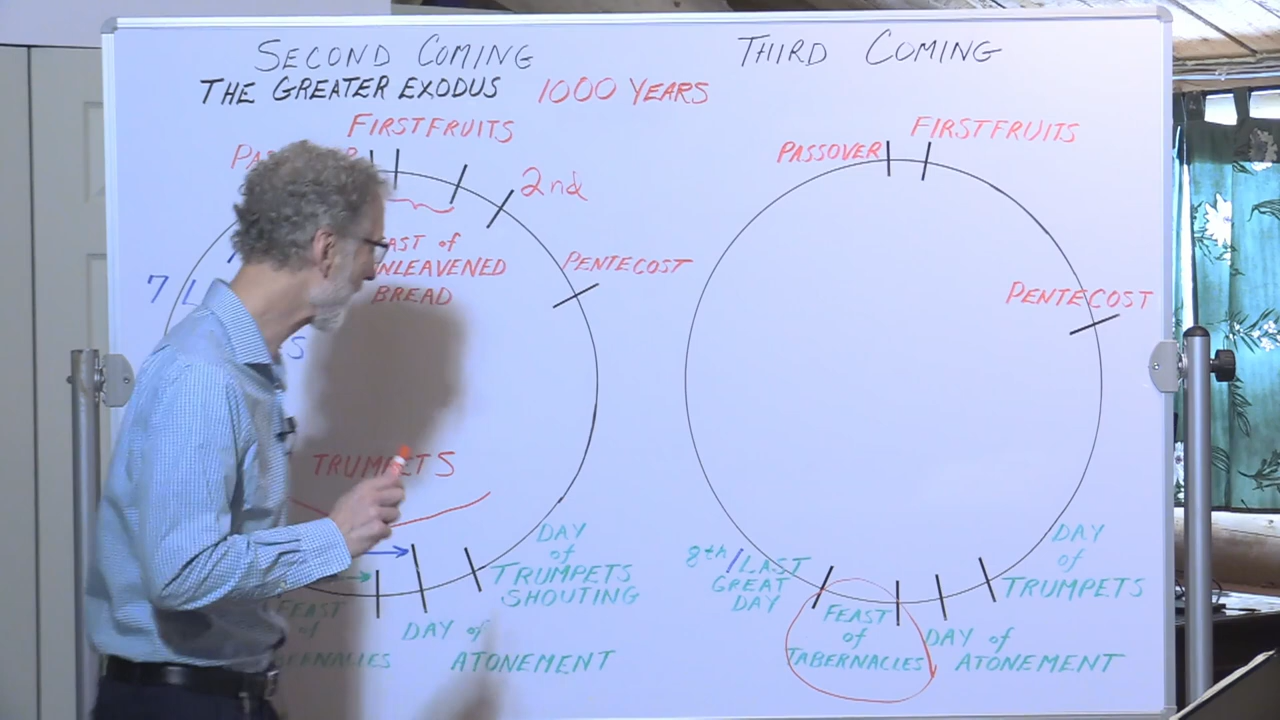 SECOND COMING
THE GREATER EXODUS 1000 YEARS
FIRSTFRUITS
2nd
OF
UNLEAVENED
BREAD
PENTECOST
7 L
S
TRUMPETS
DAY
of
TRUMPETS
SHOUTING
FEAST
of
DAY of
ATONEMENT
THIRD COMING
PASSOVER
FIRSTFRUITS
PENTECOST
DAY
of
TRUMPETS
8th/LAST
GREAT
DAY
FEAST
of
TABERNACLES
DAY of
ATONEMENT